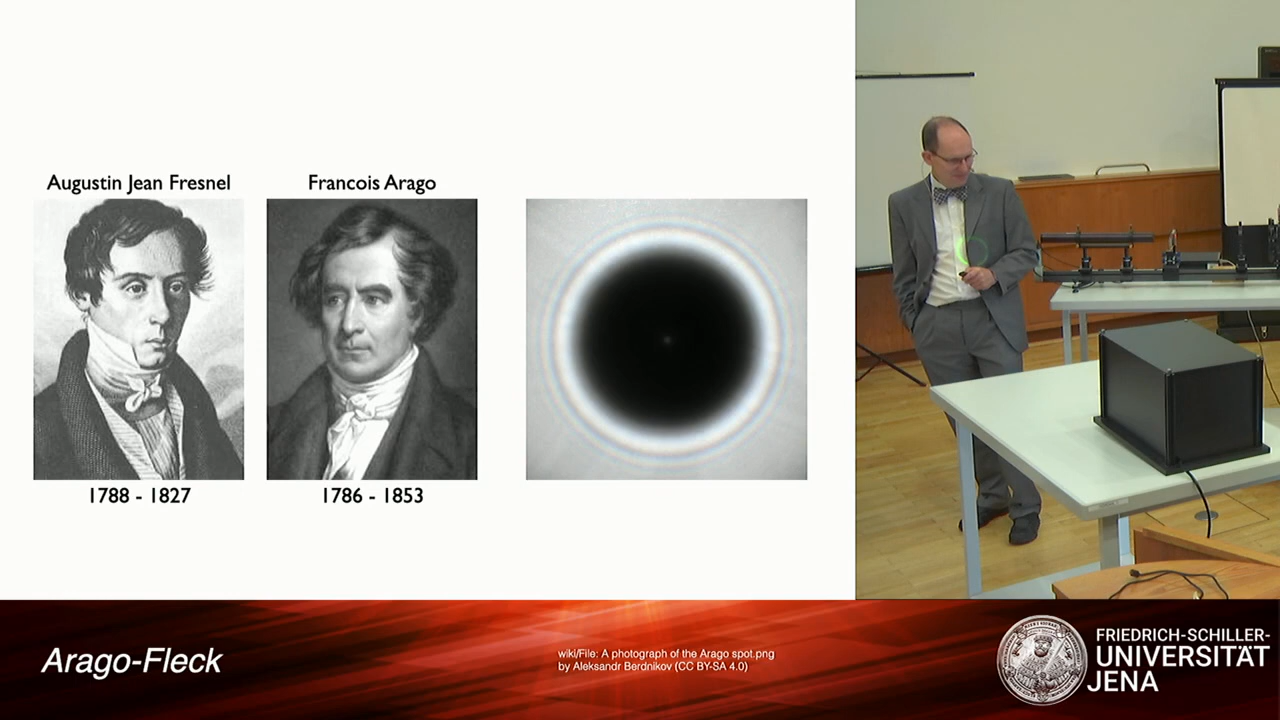 Augustin Jean Fresnel
Francois Arago
1788 - 1827
1786 - 1853
Arago-Fleck
wiki/File: A photograph of the Arago spot.png
by Aleksandr Berdnikov (CC BY-SA 4.0)
FRIEDRICH-SCHILLER-
UNIVERSITÄT
JENA